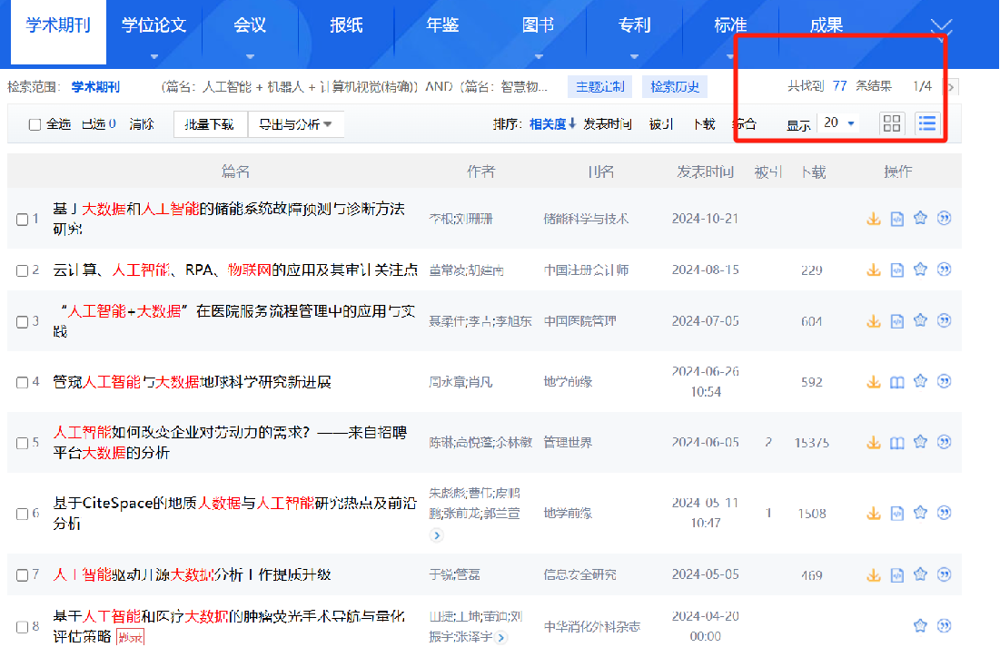 学术期刊 学位论文 会议 报纸 年鉴 图书 专利 标准 成果
检索范围: 学术期刊 (篇名: 人工智能 + 机器人 + 计算机视觉(精确)) AND (篇名: 智慧物... 主题定制 检索历史 共找到 77 条结果 1/4
全选 已选 0 清除 批量下载 导出与分析 排序: 相关度↓ 发表时间 被引 下载 综合 显示 20
篇名 作者 刊名 发表时间 被引 下载 操作
1 基于大数据和人工智能的储能系统故障预测与诊断方法
研究 李根;刘珊珊 储能科学与技术 2024-10-21
2 云计算、人工智能、RPA、物联网的应用及其审计关注点 董常凌;胡建南 中国注册会计师 2024-08-15 229
3 “人工智能+大数据”在医院服务流程管理中的应用与实
践 聂柔佳;李占;李旭东 中国医院管理 2024-07-05 604
4 管窥人工智能与大数据地球科学研究新进展 周永章;肖凡 地学前缘 2024-06-26
10:54 592
5 人工智能如何改变企业对劳动力的需求？——来自招聘
平台大数据的分析 陈琳;高悦蓬;余林徽 管理世界 2024-06-05 2 15375
6 基于CiteSpace的地质大数据与人工智能研究热点及前沿
分析 朱彪彪;曹伟;虞鹏
鹏;张前龙;郭兰萱 地学前缘 2024-05-11
10:47 1 1508
7 人工智能驱动开源大数据分析工作提质升级 于锐;管磊 信息安全研究 2024-05-05 469
8 基于人工智能和医疗大数据的肿瘤荧光手术导航与量化
评估策略 题录 田捷;王坤;董迪;刘
振宇;张泽宇 中华消化外科杂志 2024-04-20
00:00